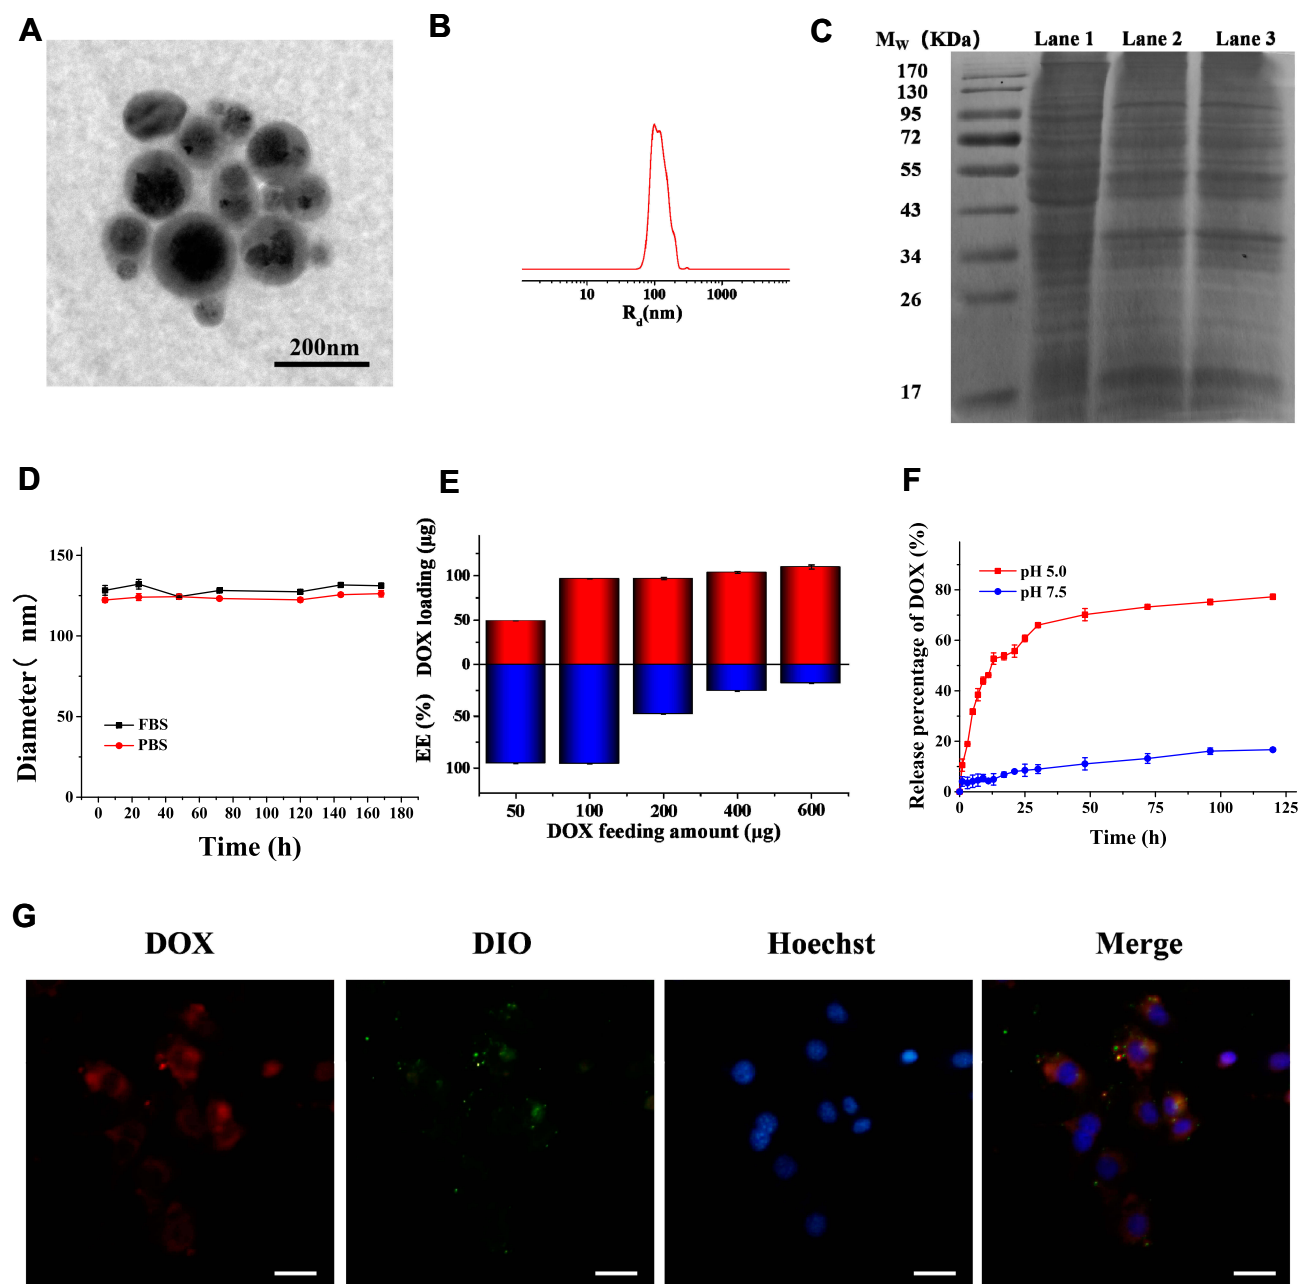 A
200nm
B
10 100 1000
Rd(nm)
C
MW (KDa) Lane 1 Lane 2 Lane 3
170
130
95
72
55
43
34
26
17
D
Diameter( nm)
150
100
50
0
FBS
PBS
0 20 40 60 80 100 120 140 160 180
Time (h)
E
DOX loading (μg)
100
50
0
EE (%)
50
100
50 100 200 400 600
DOX feeding amount (μg)
F
Release percentage of DOX (%)
80
60
40
20
0
pH 5.0
pH 7.5
0 25 50 75 100 125
Time (h)
G
DOX DIO Hoechst Merge